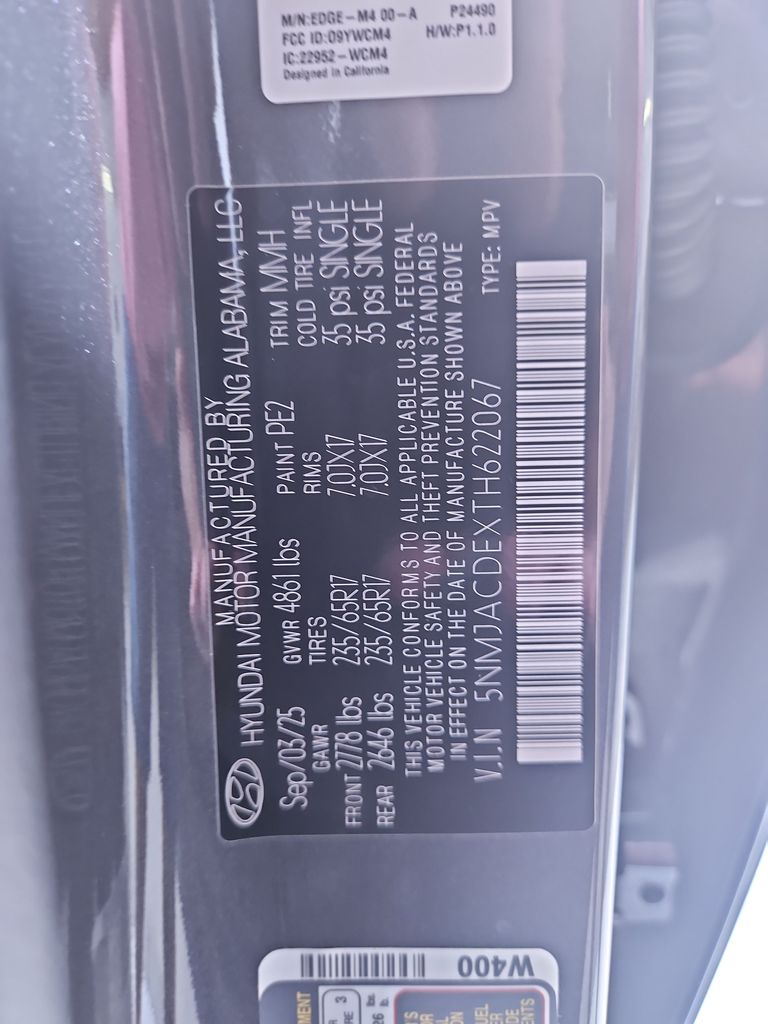 M/N:EDGE-M4 00-A P24490
FCC ID:O9YWCM4 H/W:P1.1.0
IC:22952-WCM4
Designed in California
MANUFACTURED BY
HYUNDAI MOTOR MANUFACTURING ALABAMA, LLC
Sep/03/25 GVWR 4861 lbs PAINT PE2 TRIM MMH
GAWR TIRES RIMS COLD TIRE INFL
FRONT 2778 lbs 235/65R17 7.0JX17 35 psi SINGLE
REAR 2646 lbs 235/65R17 7.0JX17 35 psi SINGLE
THIS VEHICLE CONFORMS TO ALL APPLICABLE U.S.A. FEDERAL
MOTOR VEHICLE SAFETY AND THEFT PREVENTION STANDARDS
IN EFFECT ON THE DATE OF MANUFACTURE SHOWN ABOVE
V.I.N 5NMJACDEXTH622067 TYPE: MPV
W400